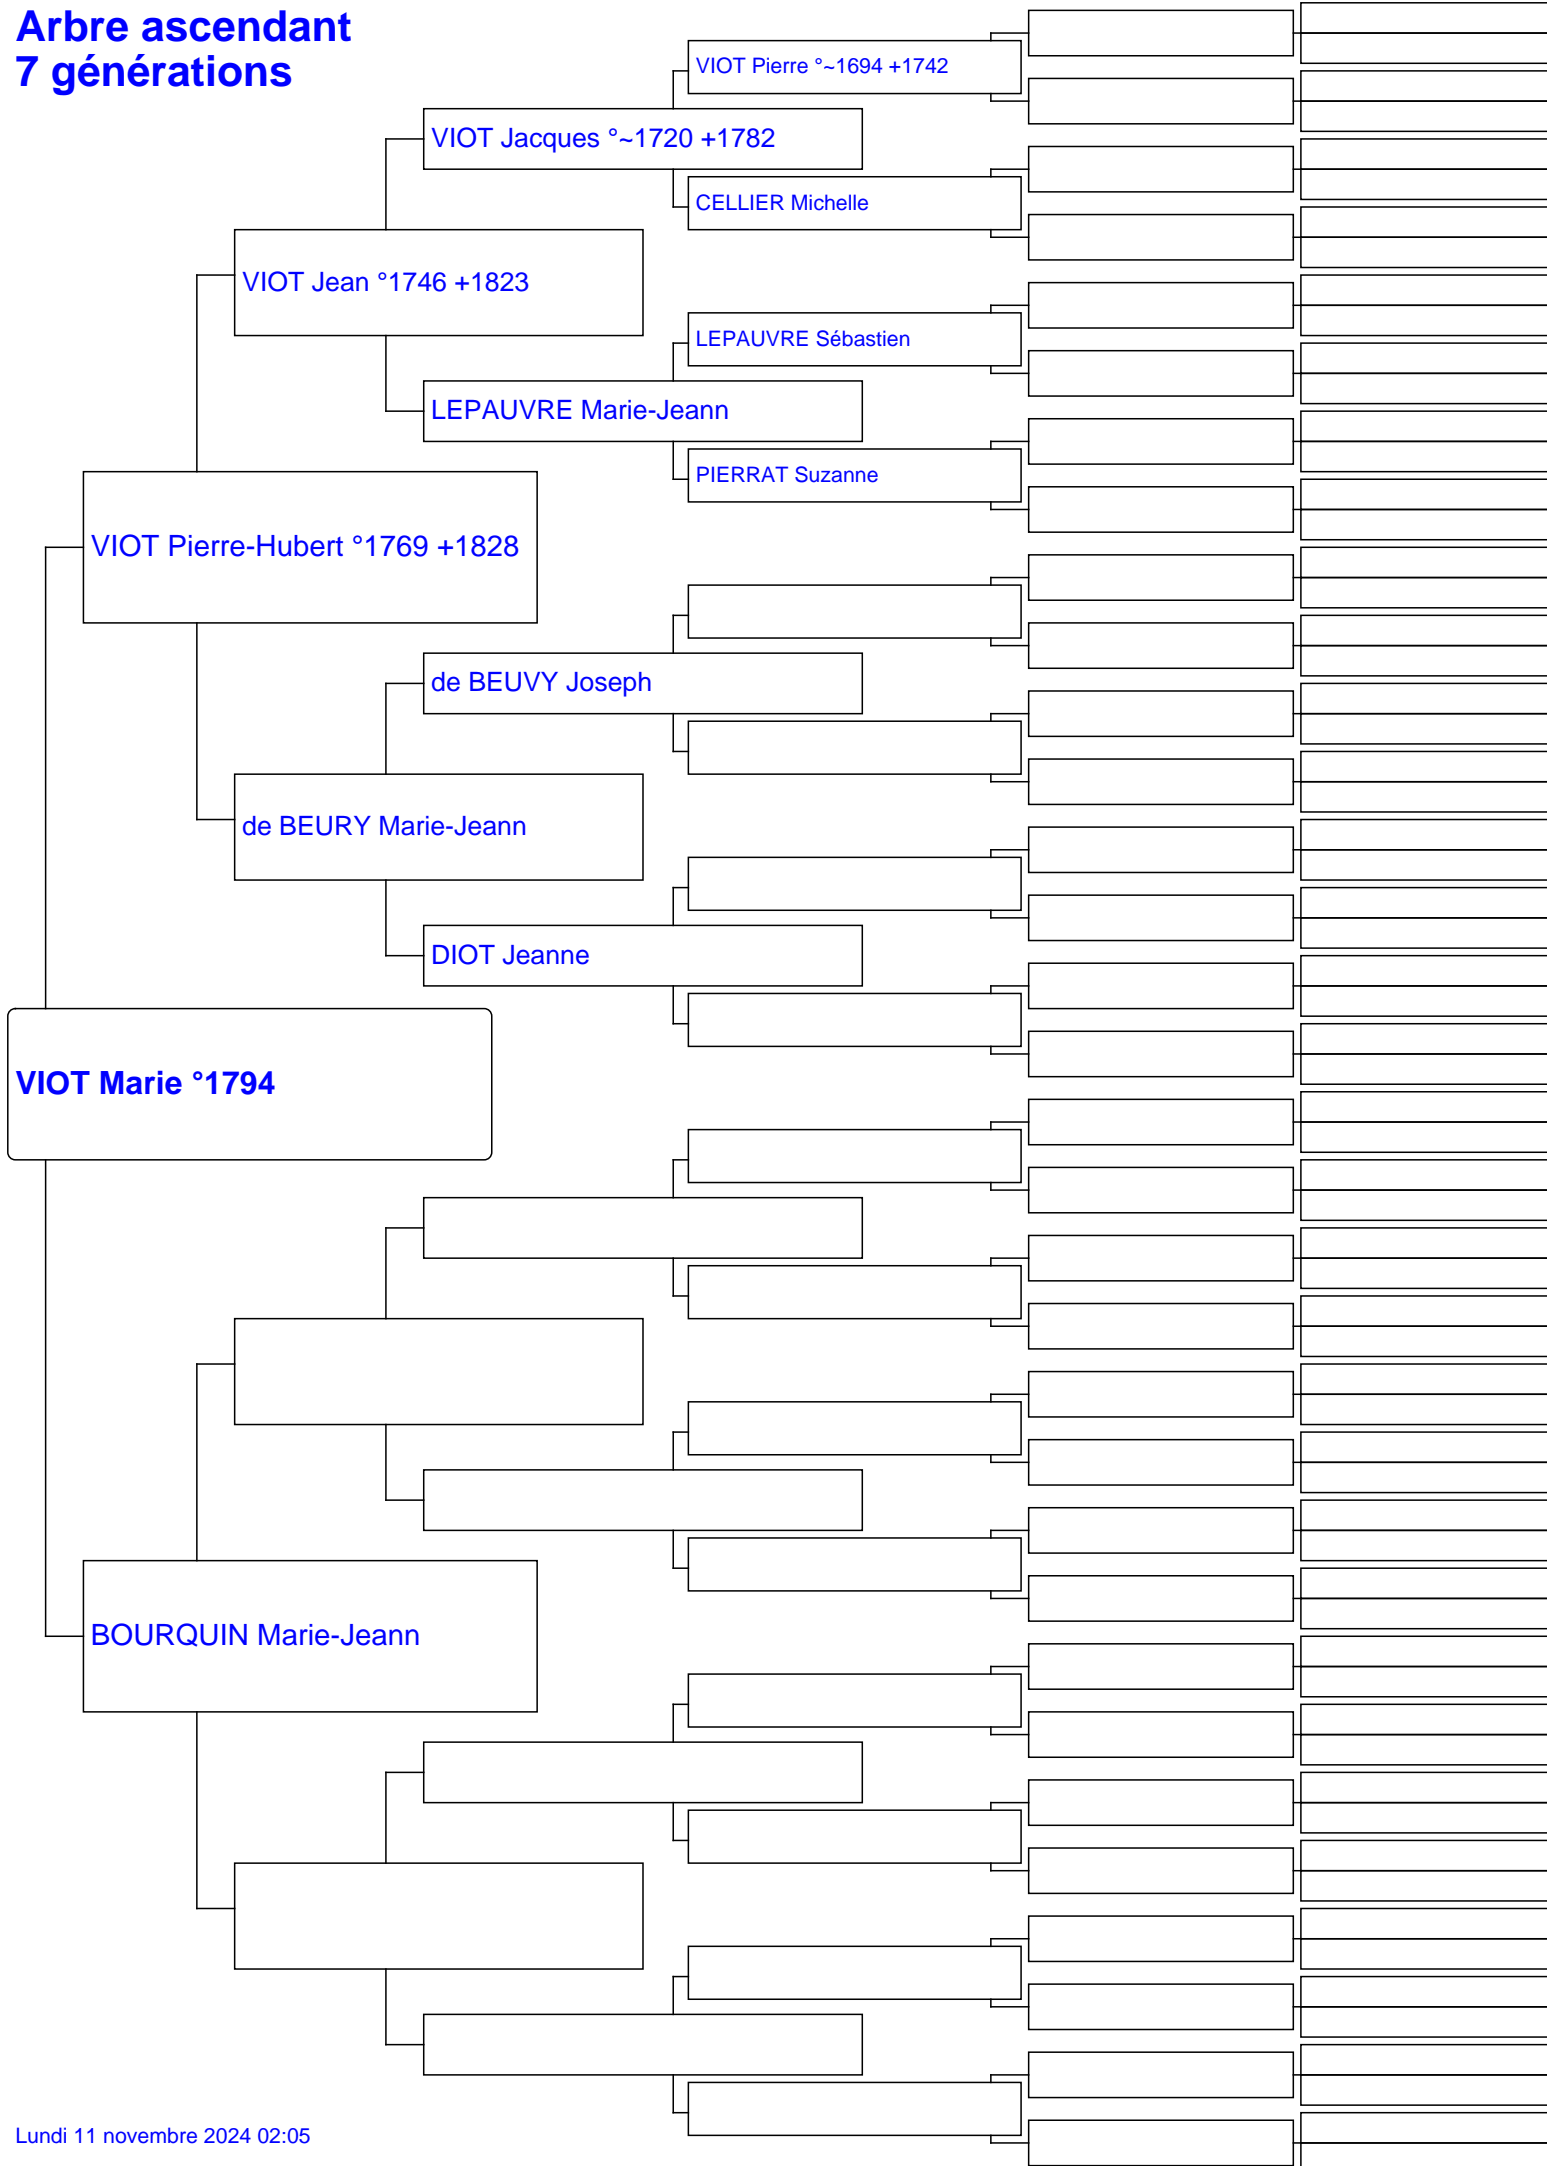 Arbre ascendant
7 générations
VIOT Pierre °~1694 +1742
VIOT Jacques °~1720 +1782
CELLIER Michelle
VIOT Jean °1746 +1823
LEPAUVRE Sébastien
LEPAUVRE Marie-Jeann
PIERRAT Suzanne
VIOT Pierre-Hubert °1769 +1828
de BEUVY Joseph
de BEURY Marie-Jeann
DIOT Jeanne
VIOT Marie °1794
BOURQUIN Marie-Jeann
Lundi 11 novembre 2024 02:05